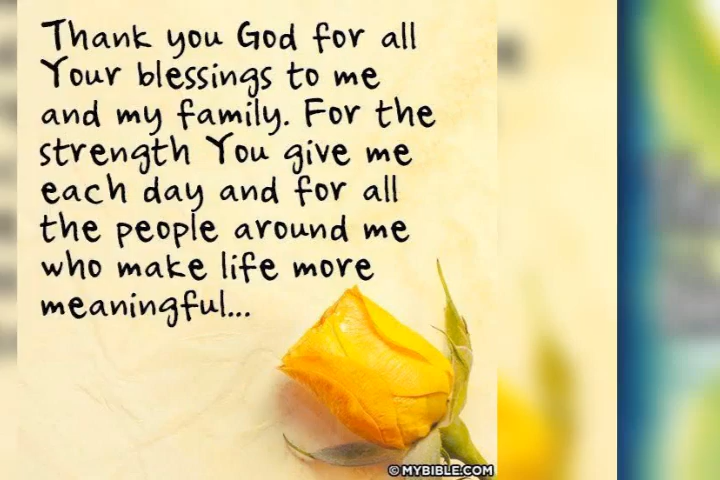 Thank you God for all
Your blessings to me
and my family. For the
strength You give me
each day and for all
the people around me
who make life more
meaningful...
© MYBIBLE.COM